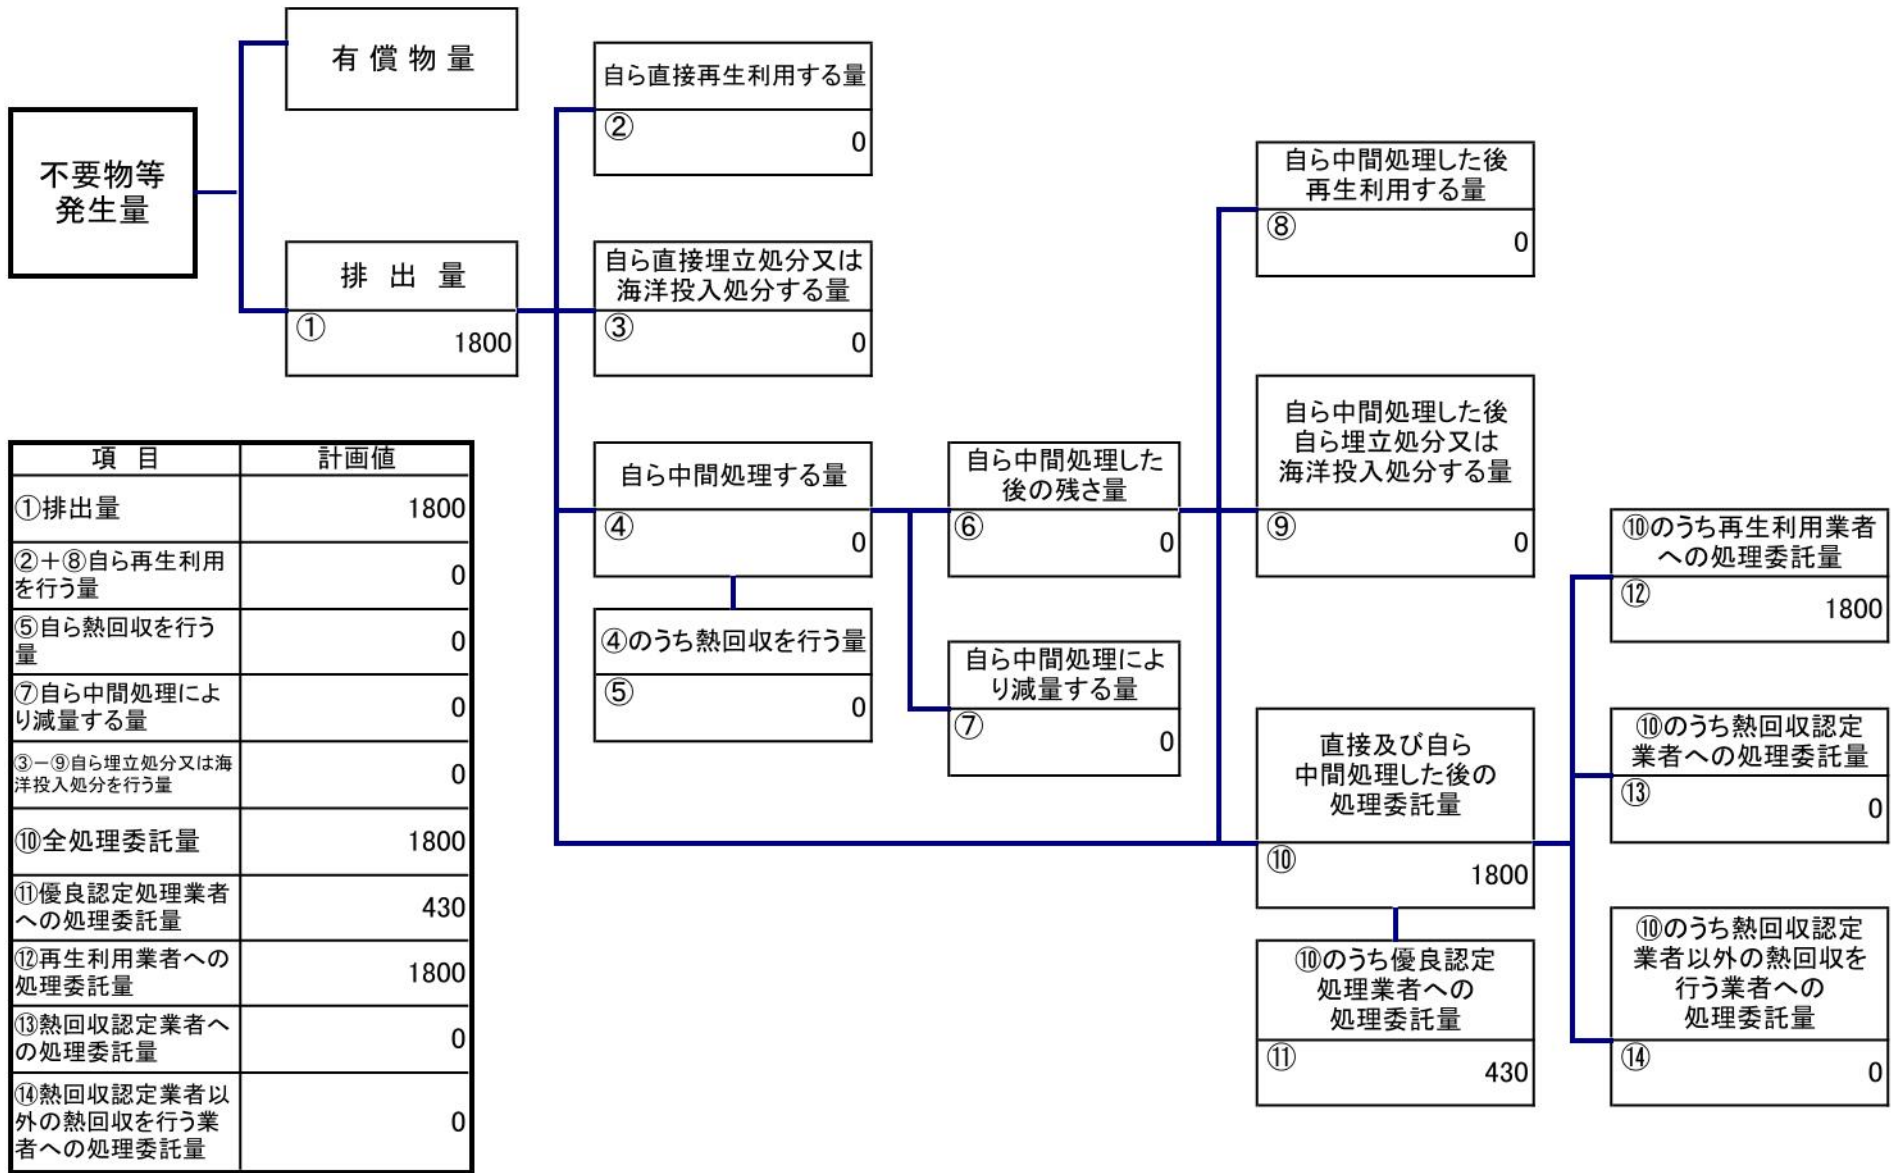 不要物等
発生量
有償物量
排出量
①
1800
自ら直接再生利用する量
②
0
自ら直接埋立処分又は
海洋投入処分する量
③
0
自ら中間処理する量
④
0
④のうち熱回収を行う量
⑤
0
自ら中間処理した
後の残さ量
⑥
0
自ら中間処理によ
り減量する量
⑦
0
自ら中間処理した後
再生利用する量
⑧
0
自ら中間処理した後
自ら埋立処分又は
海洋投入処分する量
⑨
0
直接及び自ら
中間処理した後の
処理委託量
⑩
1800
⑩のうち優良認定
処理業者への
処理委託量
⑪
430
⑩のうち再生利用業者
への処理委託量
⑫
1800
⑩のうち熱回収認定
業者への処理委託量
⑬
0
⑩のうち熱回収認定
業者以外の熱回収を
行う業者への
処理委託量
⑭
0
項目 計画値
①排出量 1800
②＋⑧自ら再生利用
を行う量 0
⑤自ら熱回収を行う
量 0
⑦自ら中間処理によ
り減量する量 0
③－⑨自ら埋立処分又は海
洋投入処分を行う量 0
⑩全処理委託量 1800
⑪優良認定処理業者
への処理委託量 430
⑫再生利用業者への
処理委託量 1800
⑬熱回収認定業者へ
の処理委託量 0
⑭熱回収認定業者以
外の熱回収を行う業
者への処理委託量 0